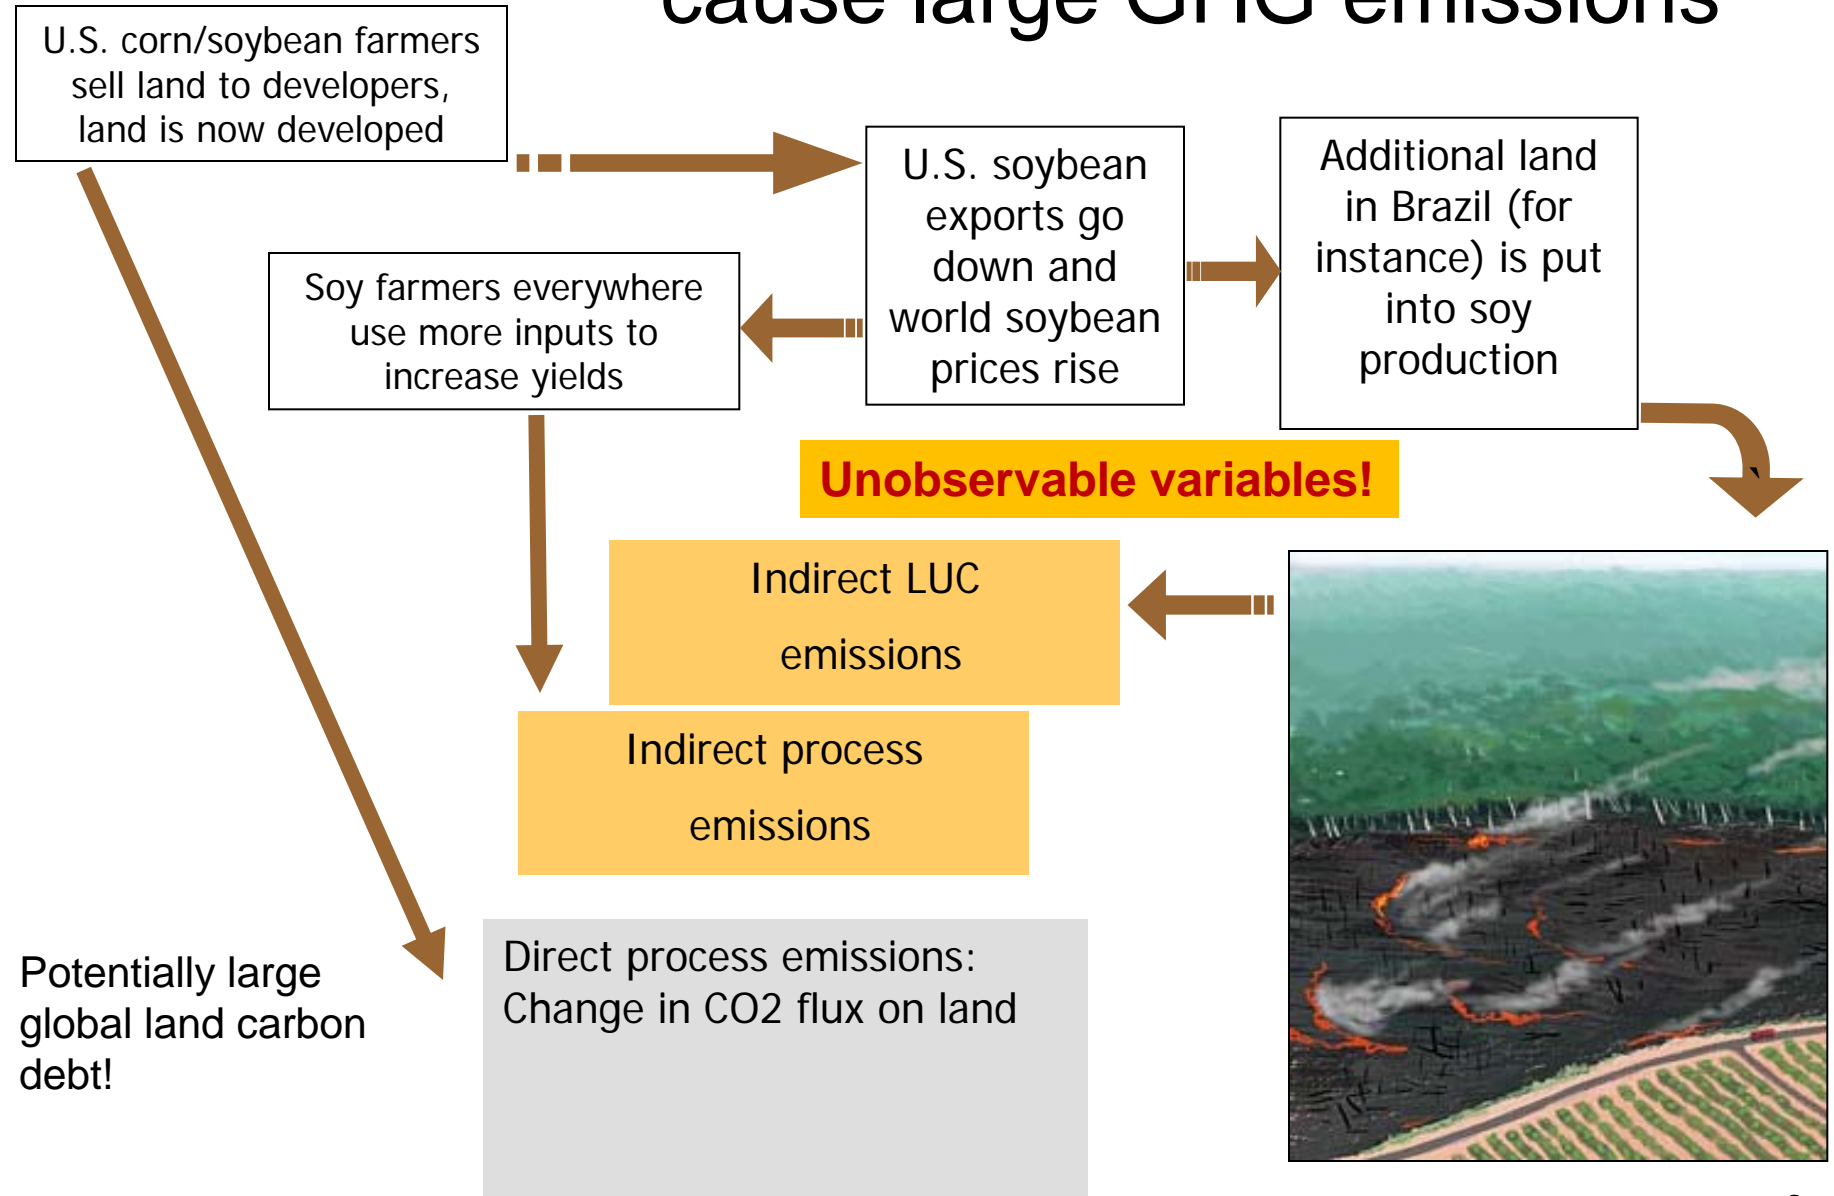 cause large GHG emissions
U.S. corn/soybean farmers
sell land to developers,
land is now developed
U.S. soybean
exports go
down and
world soybean
prices rise
Additional land
in Brazil (for
instance) is put
into soy
production
Soy farmers everywhere
use more inputs to
increase yields
Unobservable variables!
Indirect LUC
emissions
Indirect process
emissions
Direct process emissions:
Change in CO2 flux on land
Potentially large
global land carbon
debt!